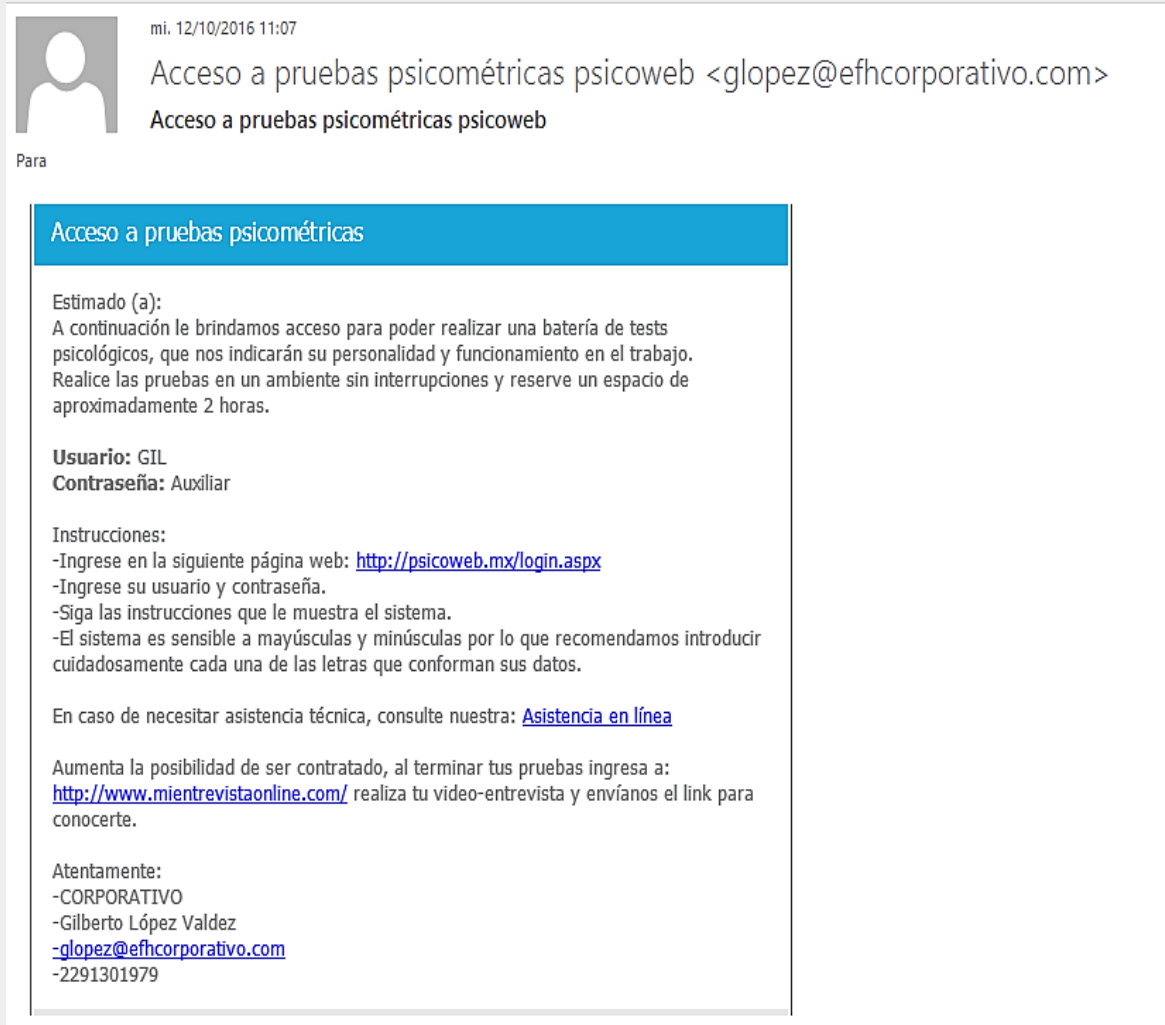 mi. 12/10/2016 11:07
Acceso a pruebas psicométricas psicoweb <glopez@efhcorporativo.com>
Acceso a pruebas psicométricas psicoweb
Para
Acceso a pruebas psicométricas
Estimado (a):
A continuación le brindamos acceso para poder realizar una batería de tests
psicológicos, que nos indicarán su personalidad y funcionamiento en el trabajo.
Realice las pruebas en un ambiente sin interrupciones y reserve un espacio de
aproximadamente 2 horas.
Usuario: GIL
Contraseña: Auxiliar
Instrucciones:
-Ingrese en la siguiente página web: http://psicoweb.mx/login.aspx
-Ingrese su usuario y contraseña.
-Siga las instrucciones que le muestra el sistema.
-El sistema es sensible a mayúsculas y minúsculas por lo que recomendamos introducir
cuidadosamente cada una de las letras que conforman sus datos.
En caso de necesitar asistencia técnica, consulte nuestra: Asistencia en línea
Aumenta la posibilidad de ser contratado, al terminar tus pruebas ingresa a:
http://www.mientrevistaonline.com/ realiza tu video-entrevista y envíanos el link para
conocerte.
Atentamente:
-CORPORATIVO
-Gilberto López Valdez
-glopez@efhcorporativo.com
-2291301979